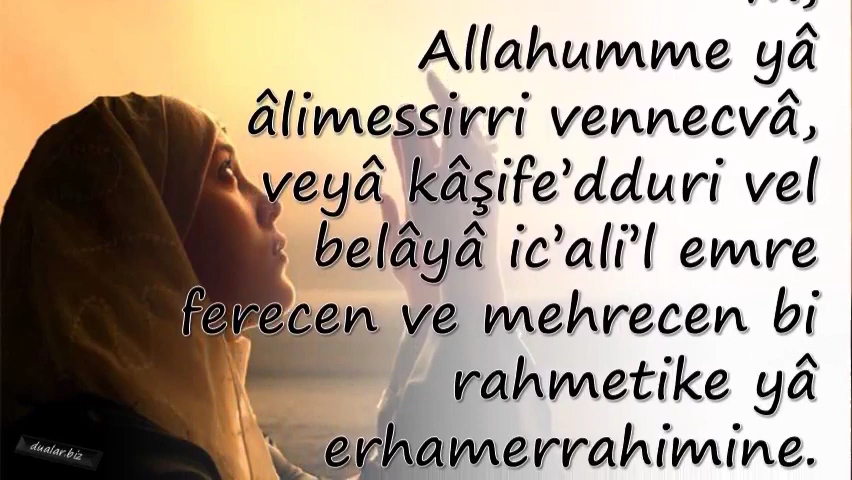 Allahumme yâ
âlimessirri vennecvâ,
veyâ kâşife’dduri vel
belâyâ ic’ali’l emre
ferecen ve mehrecen bi
rahmetike yâ
erhamerrahimine.
dualar.biz